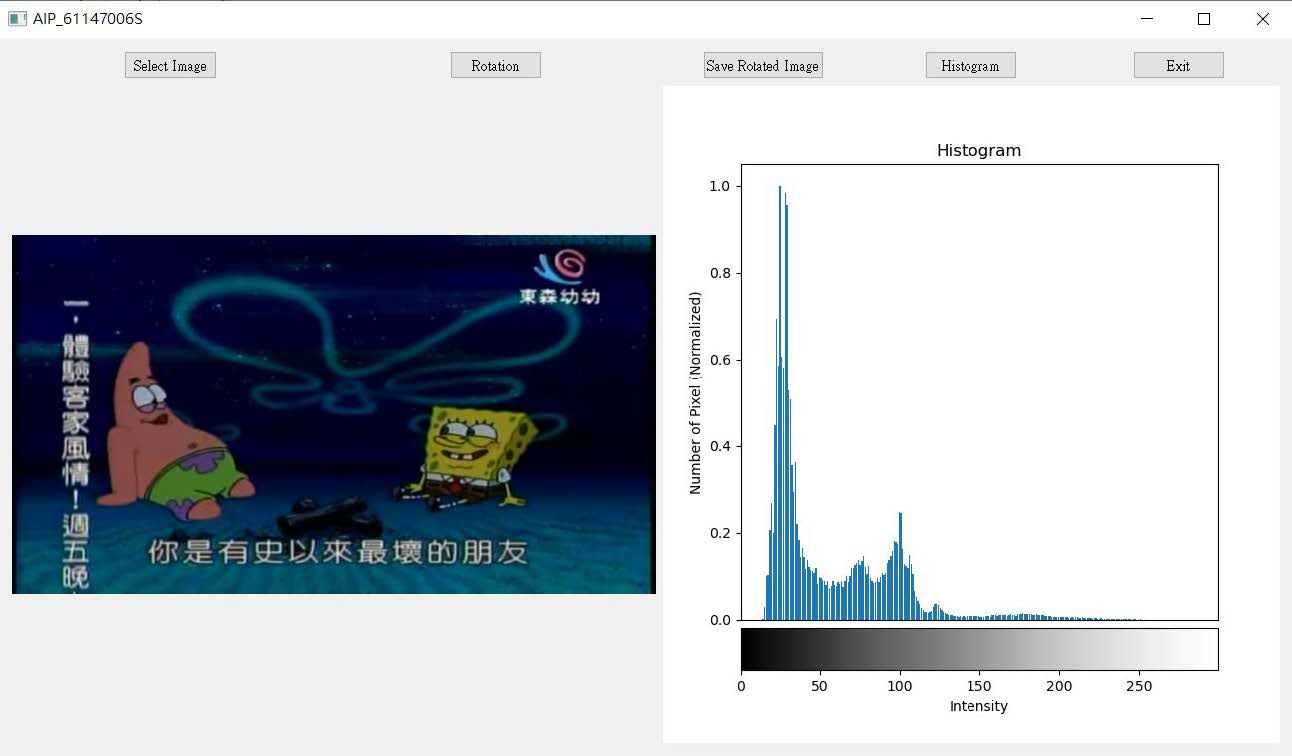 AIP_61147006S
Select Image
Rotation
Save Rotated Image
Histogram
Exit
東森幼幼
一，體驗客家風情！週五晚
你是有史以來最壞的朋友
Histogram
Number of Pixel (Normalized)
1.0
0.8
0.6
0.4
0.2
0.0
0 50 100 150 200 250
Intensity